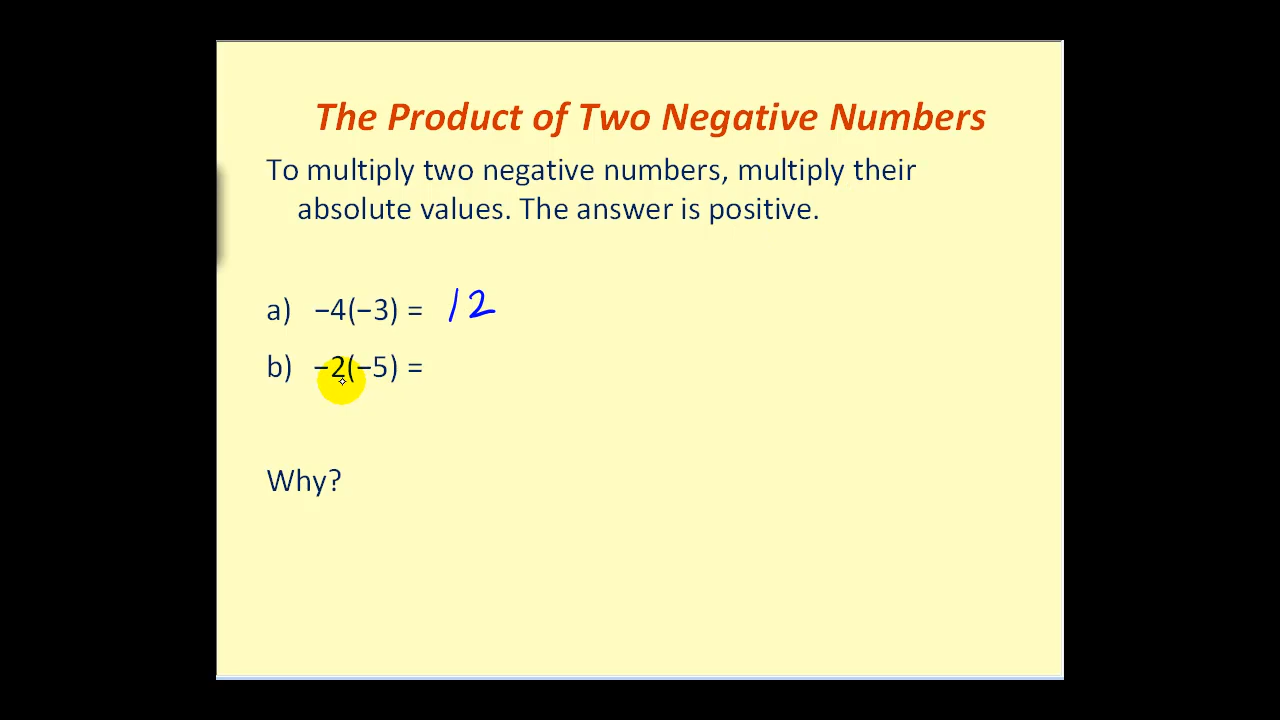 The Product of Two Negative Numbers
To multiply two negative numbers, multiply their
absolute values. The answer is positive.
a) −4(−3) = 12
b) −2(−5) =
Why?